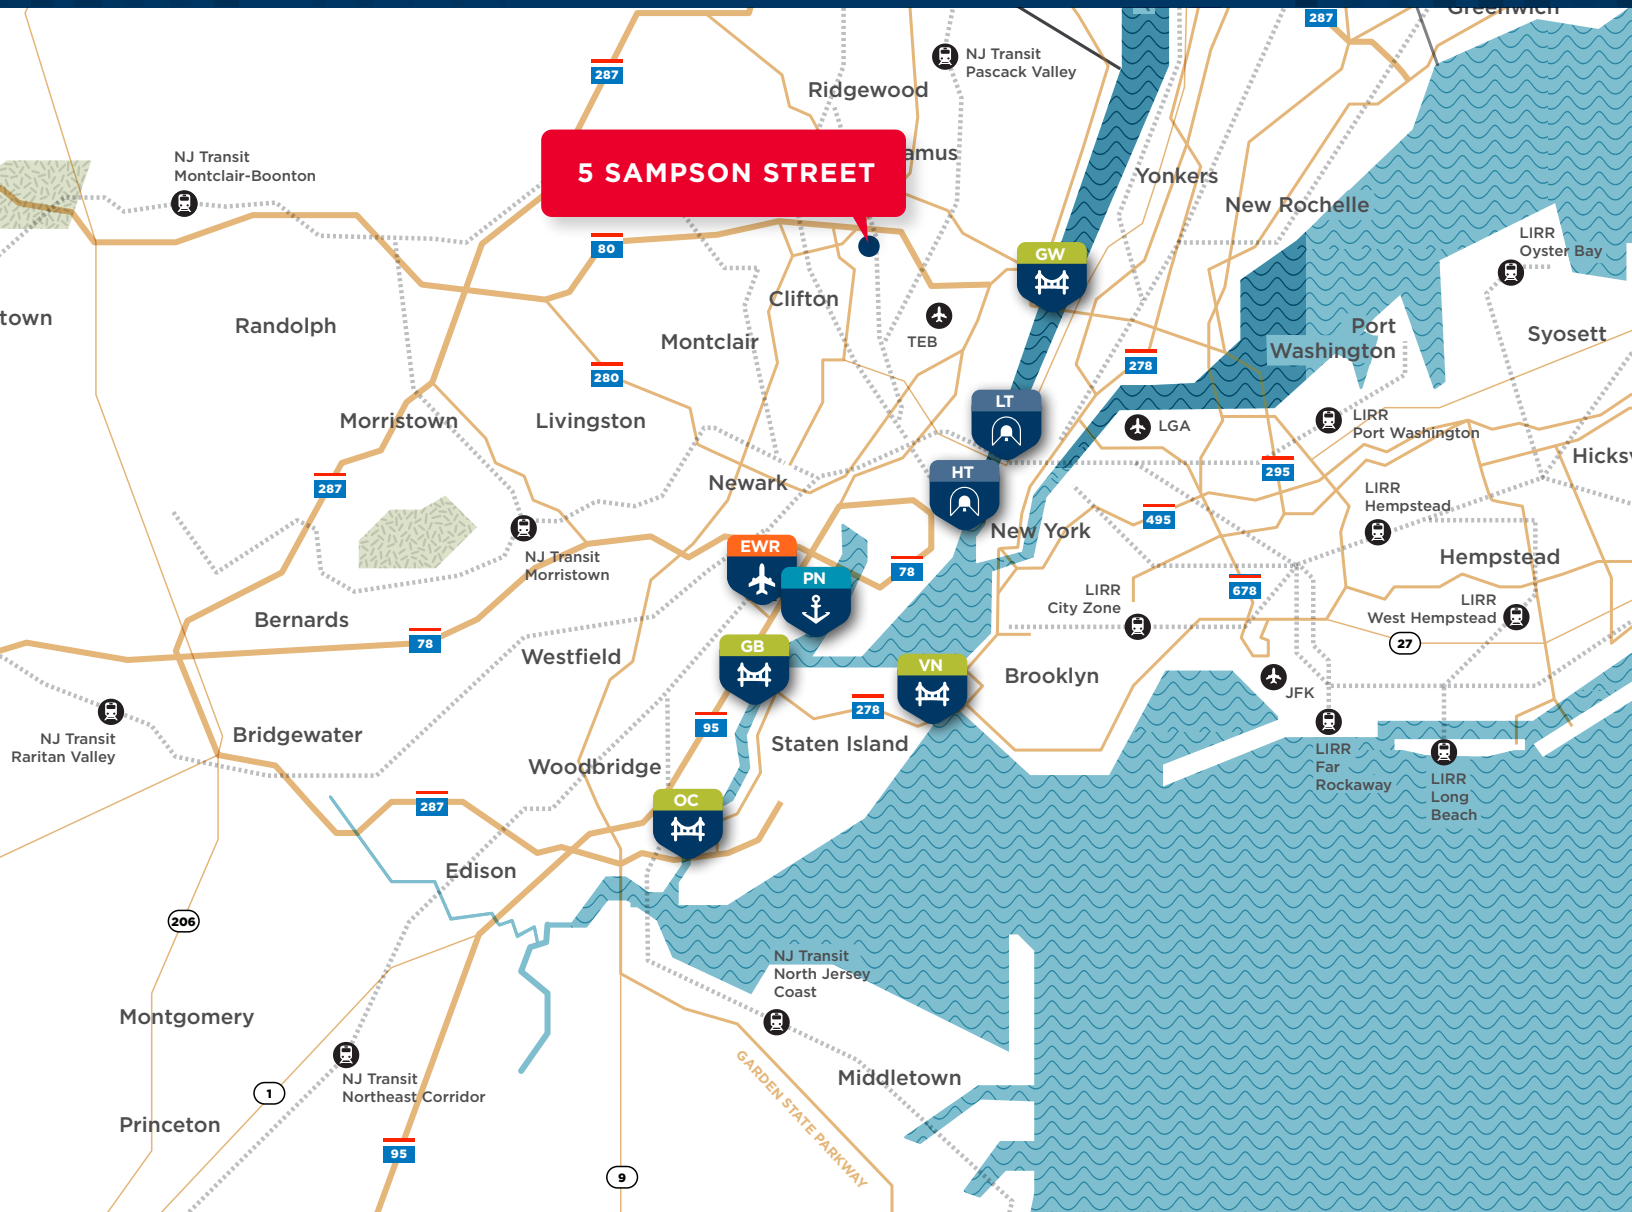 Greenwich
287
NJ Transit
Pascack Valley
287
Ridgewood
amus
NJ Transit
Montclair-Boonton
5 SAMPSON STREET
Yonkers
New Rochelle
LIRR
Oyster Bay
80
GW
Clifton
town
Randolph
Montclair
TEB
Port
Washington
Syosett
278
280
LT
Morristown
Livingston
LGA
LIRR
Port Washington
Hicksv
295
HT
287
Newark
LIRR
Hempstead
495
New York
EWR
NJ Transit
Morristown
78
PN
Hempstead
678
LIRR
City Zone
LIRR
West Hempstead
Bernards
78
27
GB
Westfield
VN
Brooklyn
JFK
278
95
NJ Transit
Raritan Valley
Bridgewater
Staten Island
LIRR
Far
Rockaway
Woodbridge
LIRR
Long
Beach
287
OC
Edison
206
NJ Transit
North Jersey
Coast
Montgomery
NJ Transit
Northeast Corridor
1
Middletown
GARDEN STATE PARKWAY
Princeton
95
9